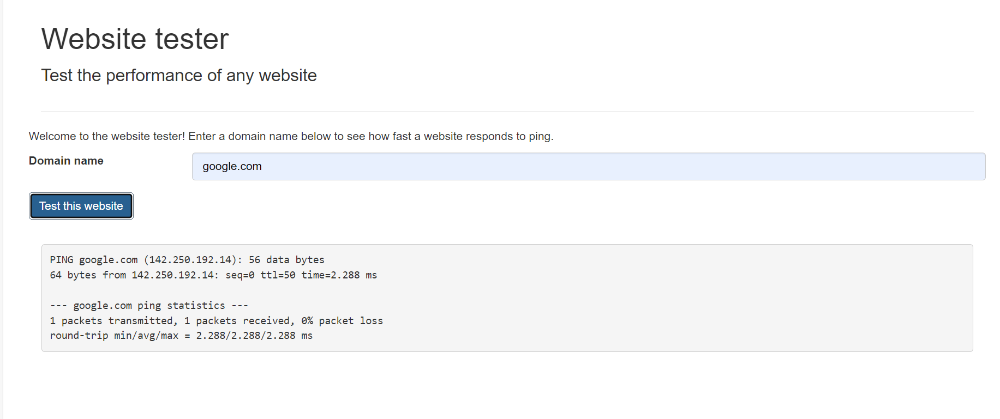 Website tester
Test the performance of any website
Welcome to the website tester! Enter a domain name below to see how fast a website responds to ping.
Domain name
google.com
Test this website
PING google.com (142.250.192.14): 56 data bytes
64 bytes from 142.250.192.14: seq=0 ttl=50 time=2.288 ms
--- google.com ping statistics ---
1 packets transmitted, 1 packets received, 0% packet loss
round-trip min/avg/max = 2.288/2.288/2.288 ms